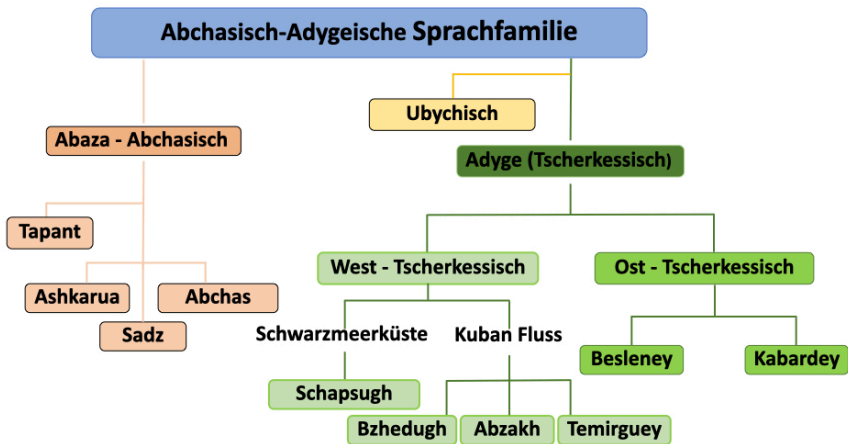 Abchasisch-Adygeische Sprachfamilie
Ubychisch
Abaza - Abchasisch
Adyge (Tscherkessisch)
Tapant
West - Tscherkessisch
Ost - Tscherkessisch
Ashkarua
Abchas
Sadz
Schwarzmeerküste
Kuban Fluss
Besleney
Kabardey
Schapsugh
Bzhedugh
Abzakh
Temirguey